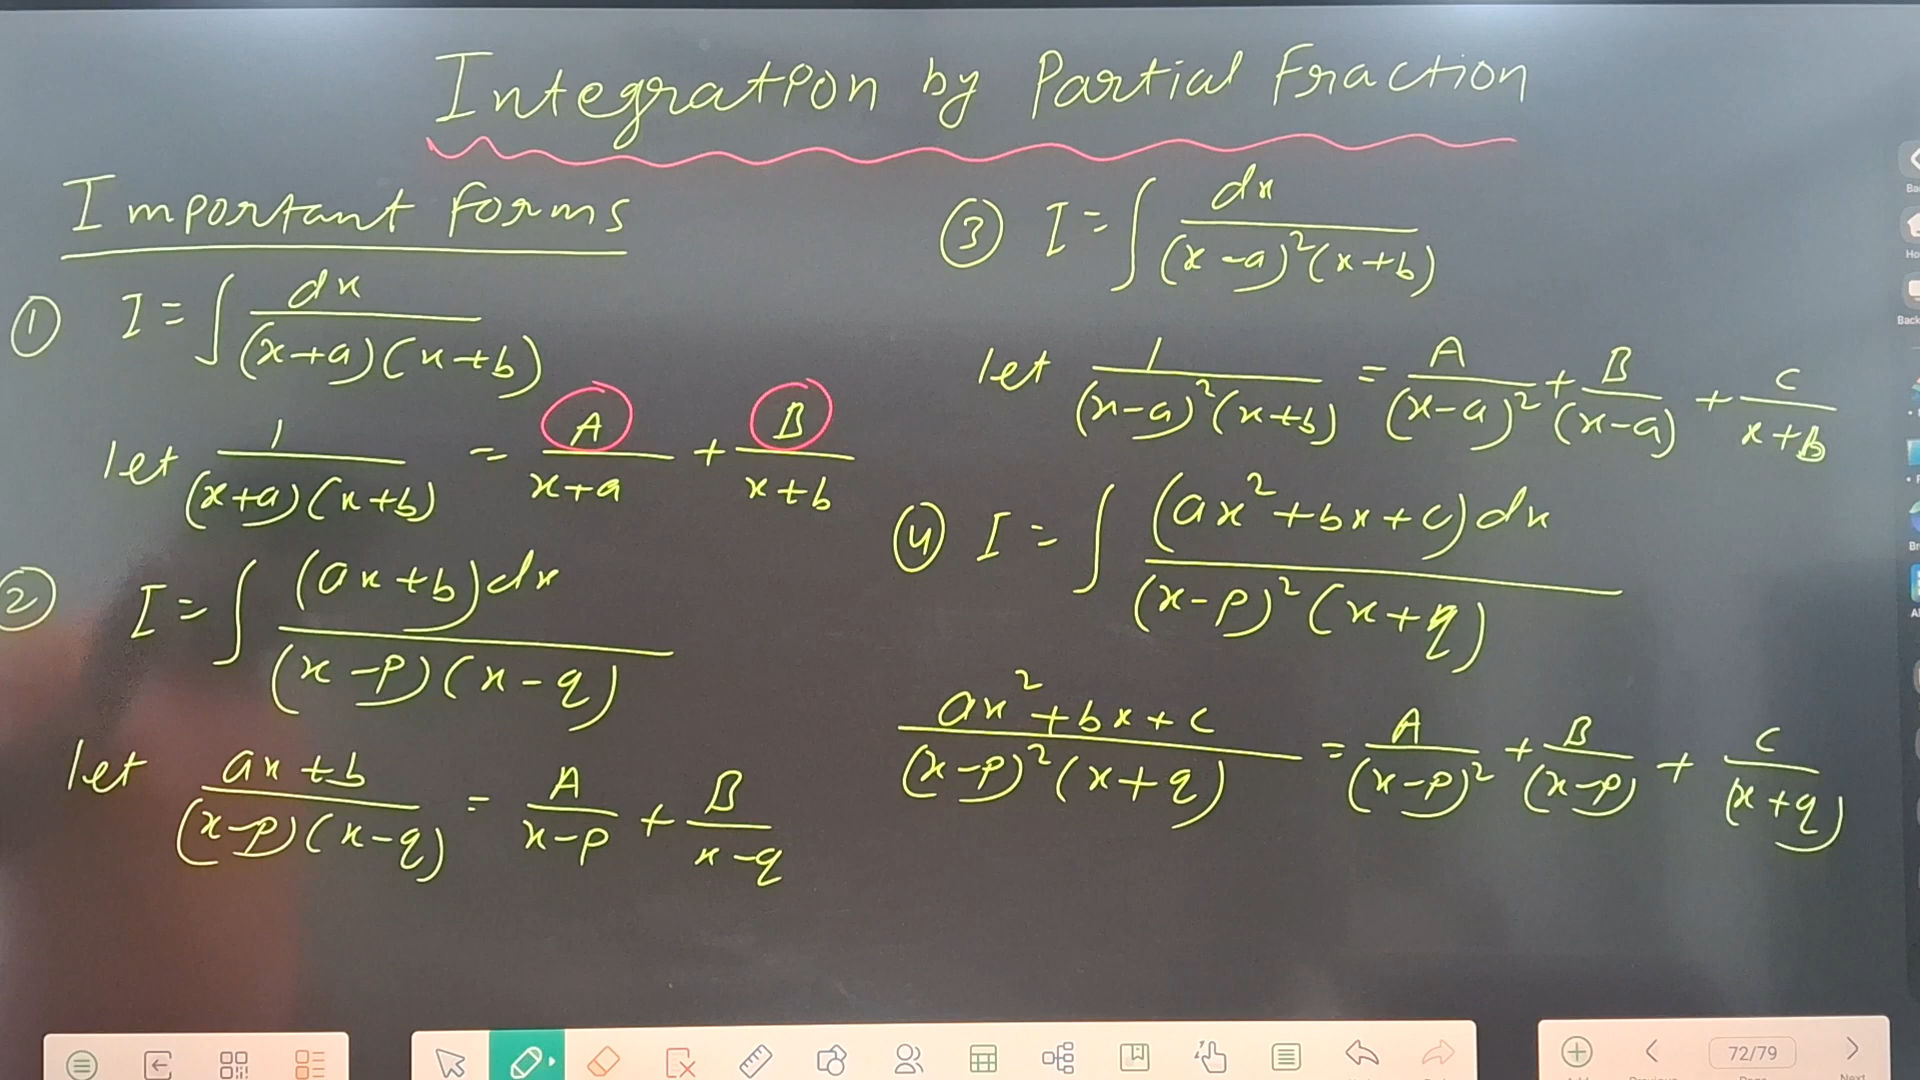 Integration by Partial Fraction
Important forms
① I = ∫ dx / (x+a)(x+b)
let 1 / (x+a)(x+b) = A / x+a + B / x+b
② I = ∫ (ax+b)dx / (x-p)(x-q)
let ax+b / (x-p)(x-q) = A / x-p + B / x-q
③ I = ∫ dx / (x-a)²(x+b)
let 1 / (x-a)²(x+b) = A / (x-a)² + B / (x-a) + C / x+B
④ I = ∫ (ax²+bx+c)dx / (x-p)²(x+q)
ax²+bx+c / (x-p)²(x+q) = A / (x-p)² + B / (x-p) + C / (x+q)
72/79